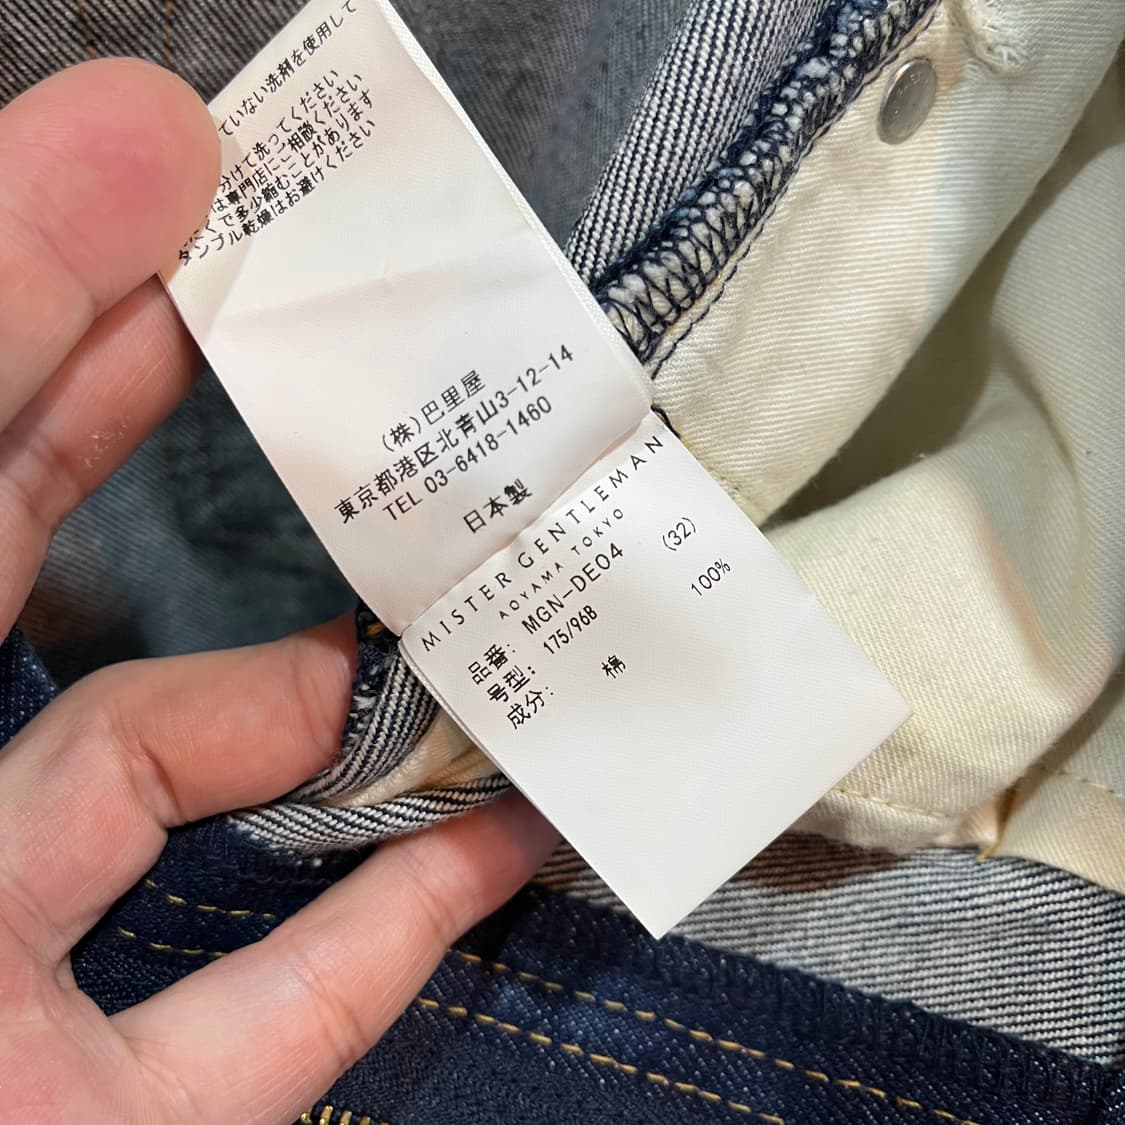 ていない洗剤を使用して
分けて洗ってください
は専門店にご相談ください
くで多少縮むことがあります
タンブル乾燥はお避けください
(株)巴里屋
東京都港区北青山3-12-14
TEL 03-6418-1460
日本製
MISTER GENTLEMAN
AOYAMA TOKYO
品番: MGN-DE04
号型: 175/96B (32)
成分: 棉 100%